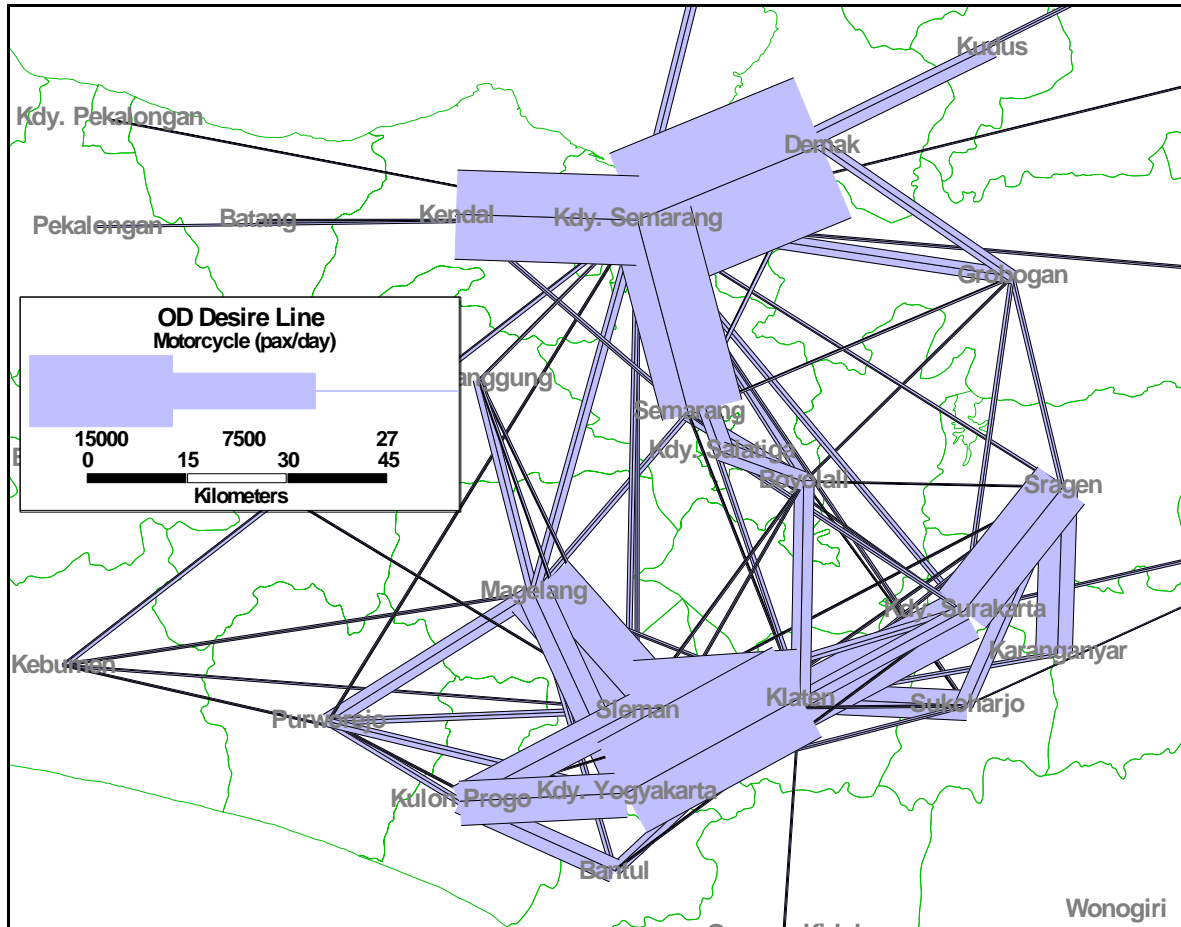 Kudus
Kdy. Pekalongan
Demak
Pekalongan
Batang
Kendal
Kdy. Semarang
Grobogan
OD Desire Line
Motorcycle (pax/day)
15000 7500 27
0 15 30 45
Kilometers
anggung
Semarang
Kdy. Salatiga
Boyolali
Sragen
Magelang
Kdy. Surakarta
Karanganyar
Kebumen
Purworejo
Sleman
Klaten
Sukoharjo
Kulon Progo
Kdy. Yogyakarta
Bantul
Wonogiri